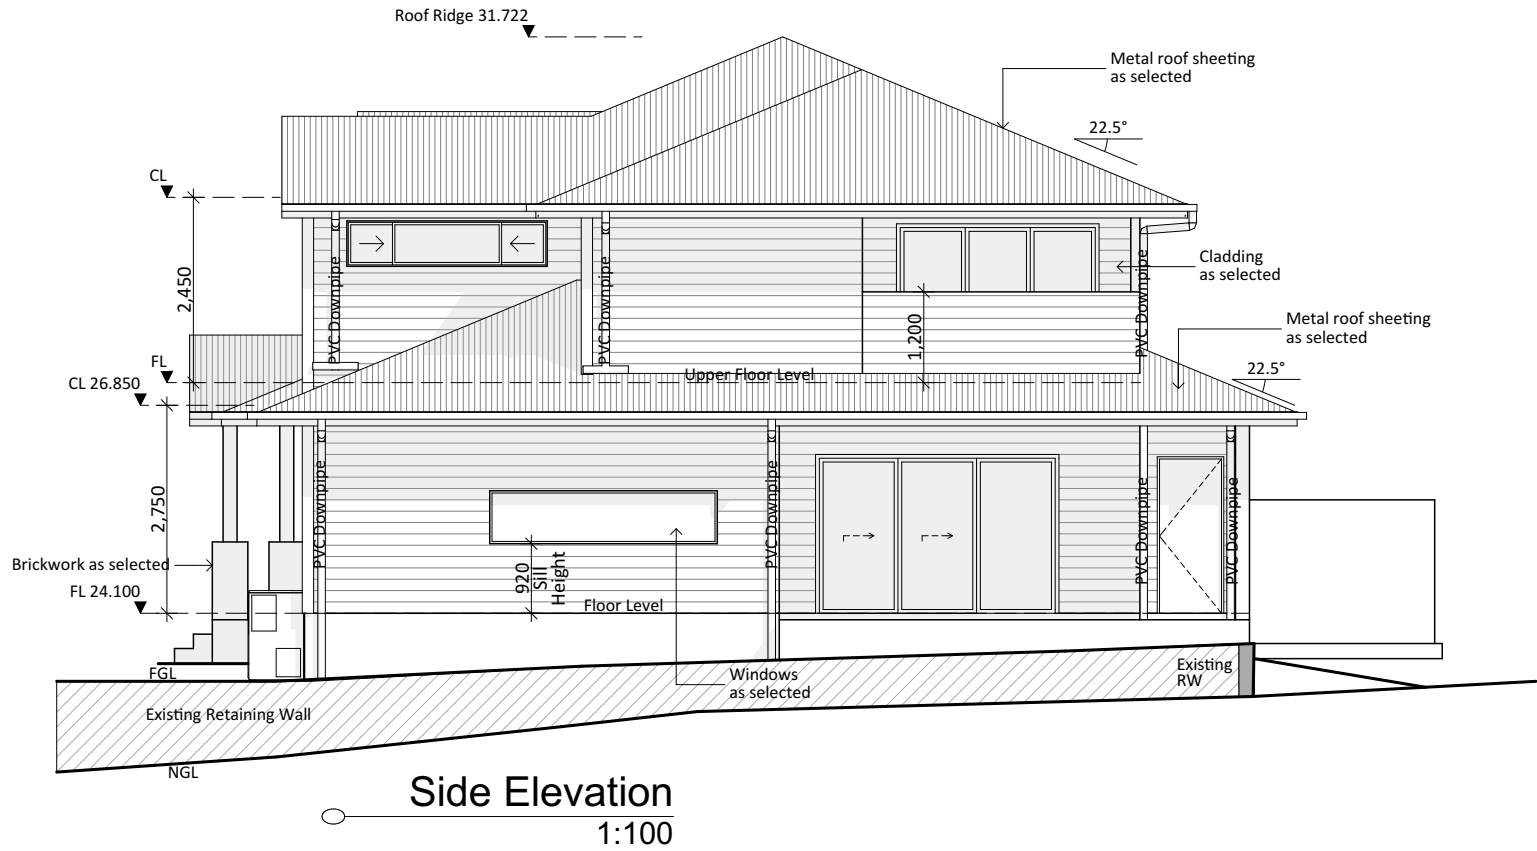 Roof Ridge 31.722
Metal roof sheeting
as selected
22.5°
CL
2,450
PVC Downpipe
PVC Downpipe
PVC Downpipe
Cladding
as selected
1,200
Metal roof sheeting
as selected
22.5°
FL
Upper Floor Level
CL 26.850
2,750
PVC Downpipe
PVC Downpipe
PVC Downpipe
PVC Downpipe
Brickwork as selected
FL 24.100
920
Sill
Height
Floor Level
FGL
Windows
as selected
Existing
RW
Existing Retaining Wall
NGL
Side Elevation
1:100